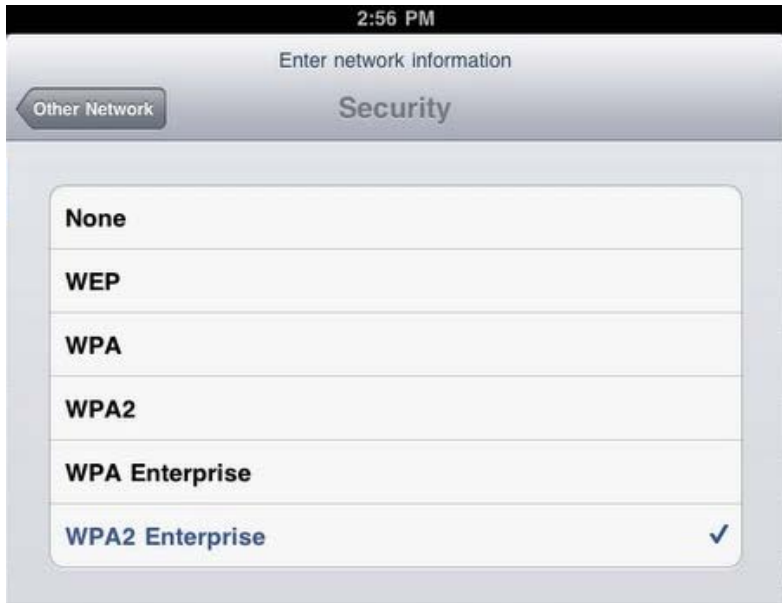 2:56 PM
Enter network information
Other Network
Security
None
WEP
WPA
WPA2
WPA Enterprise
WPA2 Enterprise